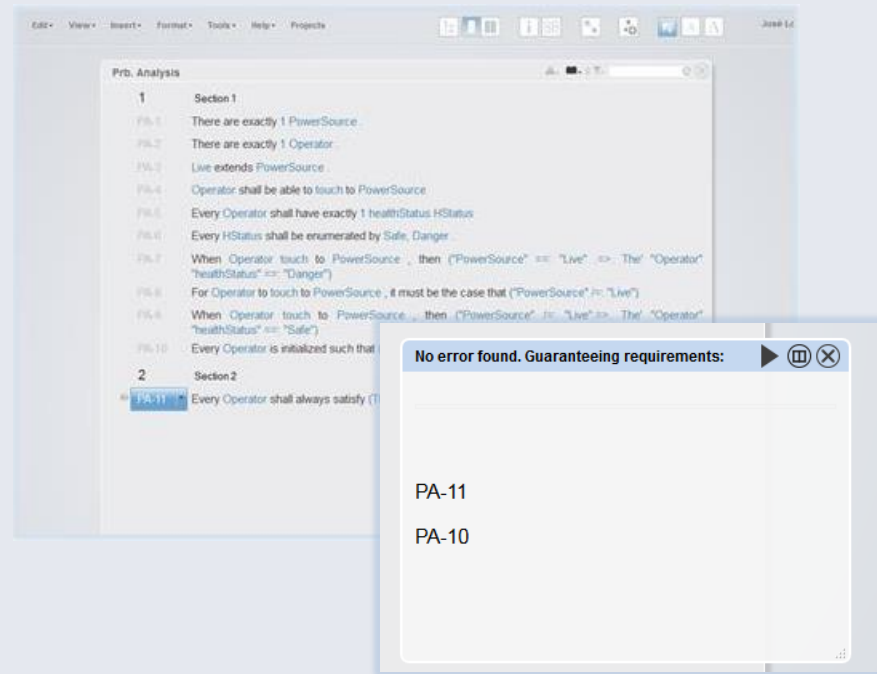 Edit View Insert Format Tools Help Projects
José Lo
Prb. Analysis
1 Section 1
PA-1 There are exactly 1 PowerSource .
PA-2 There are exactly 1 Operator .
PA-3 Live extends PowerSource .
PA-4 Operator shall be able to touch to PowerSource
PA-5 Every Operator shall have exactly 1 healthStatus HStatus
PA-6 Every HStatus shall be enumerated by Safe, Danger .
PA-7 When Operator touch to PowerSource , then ("PowerSource" == "Live" => The' "Operator"
"healthStatus" == "Danger")
PA-8 For Operator to touch to PowerSource , it must be the case that ("PowerSource" /= "Live")
PA-9 When Operator touch to PowerSource , then ("PowerSource" /= "Live" => The' "Operator"
"healthStatus" == "Safe")
PA-10 Every Operator is initialized such that
2 Section 2
PA-11 Every Operator shall always satisfy (T
No error found. Guaranteeing requirements:
PA-11
PA-10